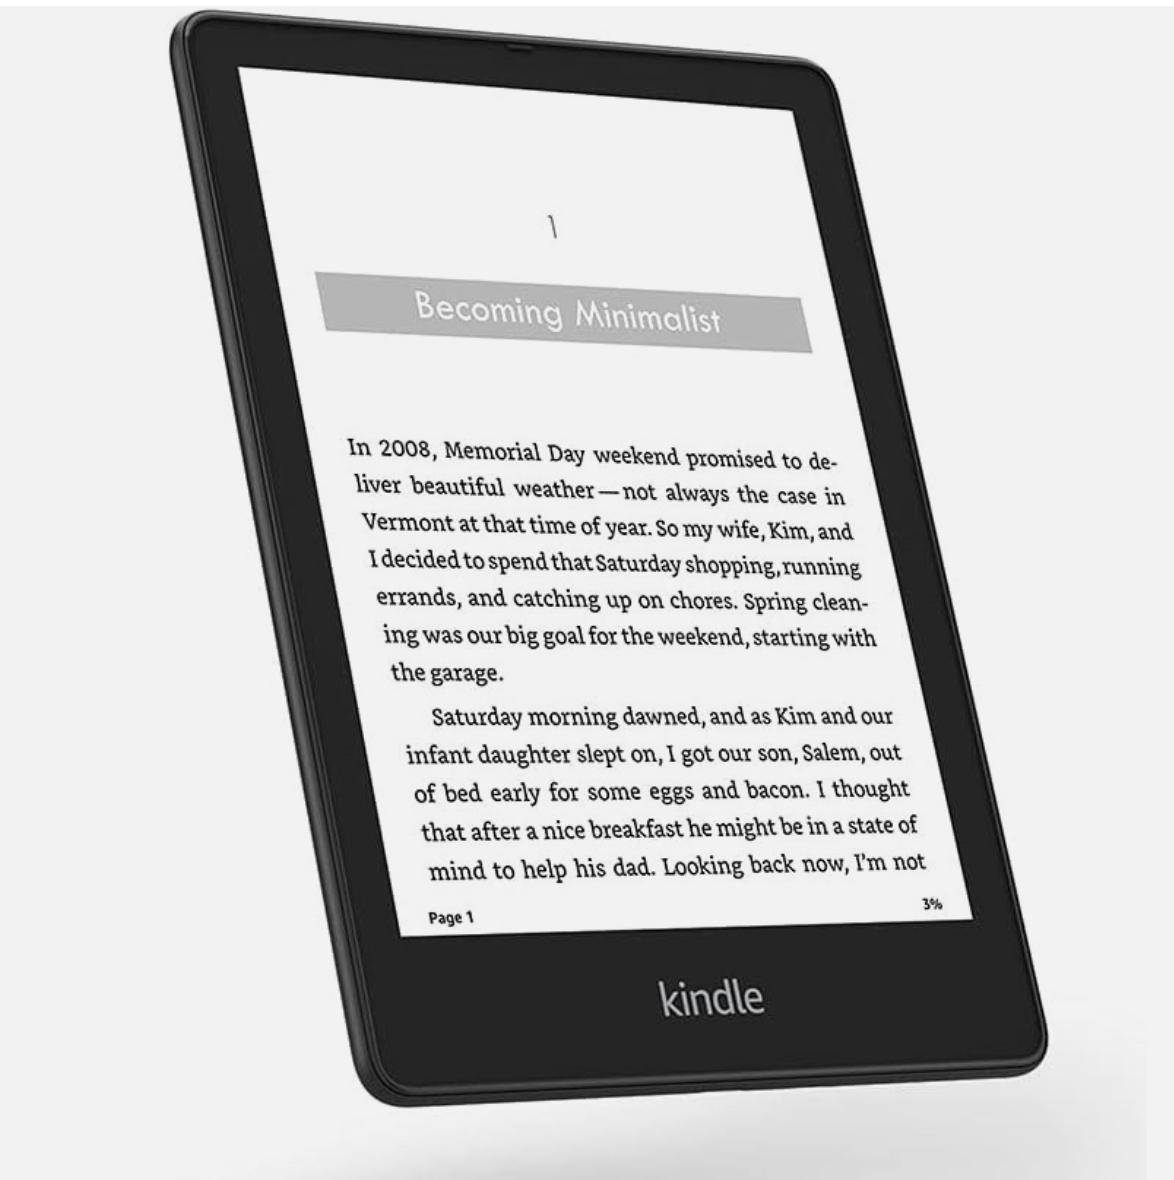 1
Becoming Minimalist
In 2008, Memorial Day weekend promised to de-
liver beautiful weather—not always the case in
Vermont at that time of year. So my wife, Kim, and
I decided to spend that Saturday shopping, running
errands, and catching up on chores. Spring clean-
ing was our big goal for the weekend, starting with
the garage.
Saturday morning dawned, and as Kim and our
infant daughter slept on, I got our son, Salem, out
of bed early for some eggs and bacon. I thought
that after a nice breakfast he might be in a state of
mind to help his dad. Looking back now, I'm not
Page 1 3%
kindle